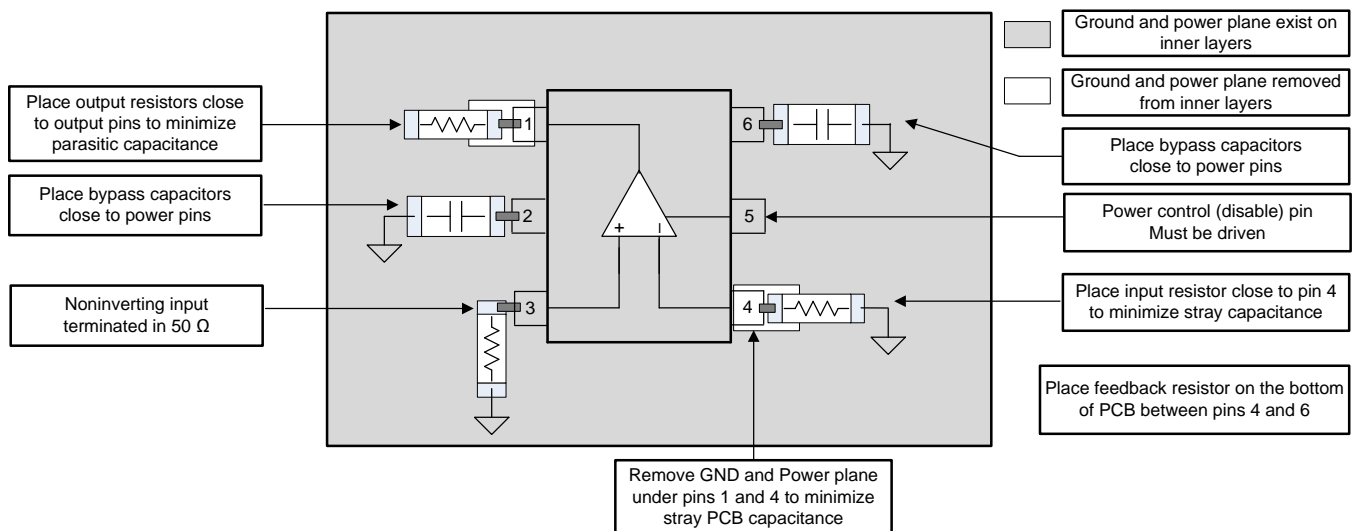 Ground and power plane exist on
inner layers
Ground and power plane removed
from inner layers
Place output resistors close
to output pins to minimize
parasitic capacitance
Place bypass capacitors
close to power pins
Noninverting input
terminated in 50 Ω
1
2
3
+
–
6
5
4
Place bypass capacitors
close to power pins
Power control (disable) pin
Must be driven
Place input resistor close to pin 4
to minimize stray capacitance
Place feedback resistor on the bottom
of PCB between pins 4 and 6
Remove GND and Power plane
under pins 1 and 4 to minimize
stray PCB capacitance